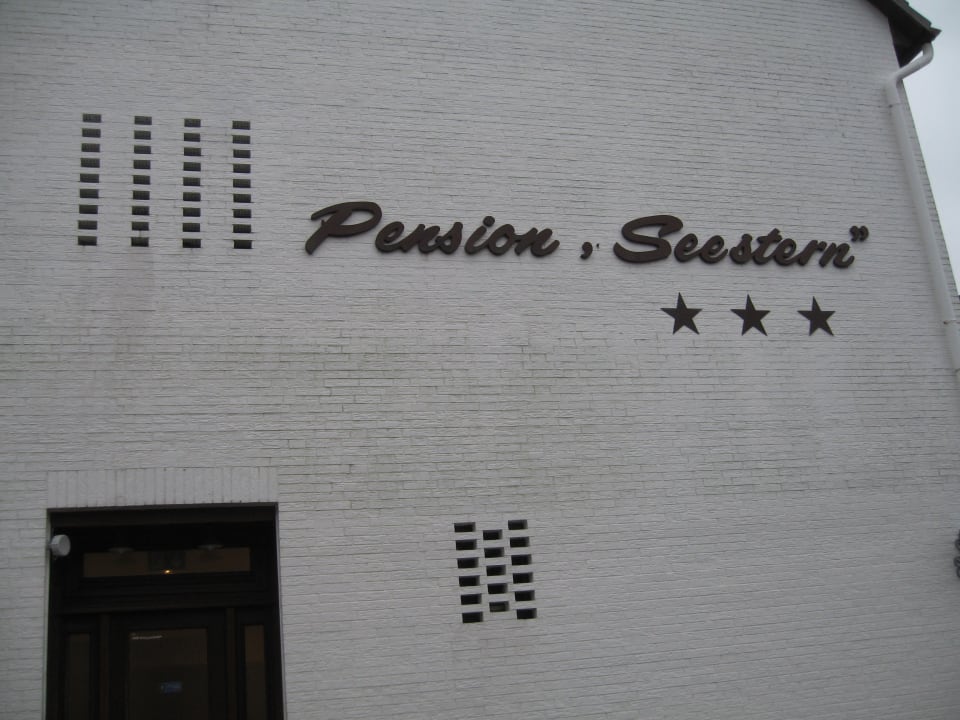 Pension , Seestern”